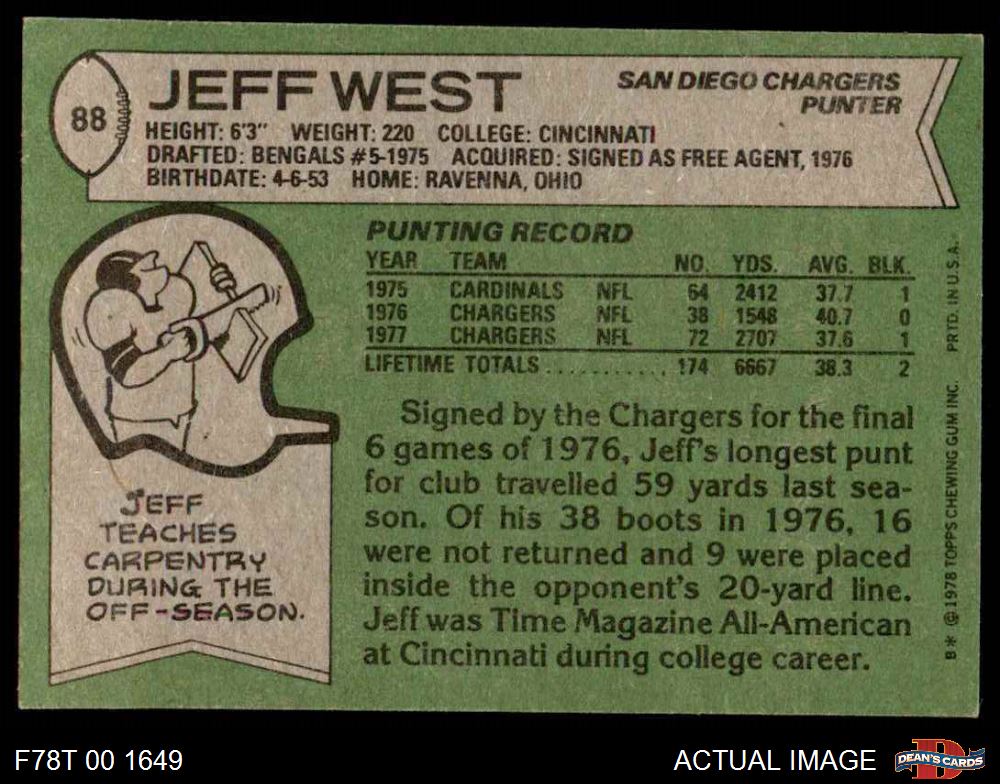 88
JEFF WEST
SAN DIEGO CHARGERS
PUNTER
HEIGHT: 6'3" WEIGHT: 220 COLLEGE: CINCINNATI
DRAFTED: BENGALS #5-1975 ACQUIRED: SIGNED AS FREE AGENT, 1976
BIRTHDATE: 4-6-53 HOME: RAVENNA, OHIO
PUNTING RECORD
YEAR TEAM NO. YDS. AVG. BLK.
1975 CARDINALS NFL 64 2412 37.7 1
1976 CHARGERS NFL 38 1548 40.7 0
1977 CHARGERS NFL 72 2707 37.6 1
LIFETIME TOTALS ........... 174 6667 38.3 2
Signed by the Chargers for the final
6 games of 1976, Jeff's longest punt
for club travelled 59 yards last sea-
son. Of his 38 boots in 1976, 16
were not returned and 9 were placed
inside the opponent's 20-yard line.
Jeff was Time Magazine All-American
at Cincinnati during college career.
JEFF
TEACHES
CARPENTRY
DURING THE
OFF-SEASON.
B* © 1978 TOPPS CHEWING GUM INC. PRTD. IN U.S.A.
F78T 00 1649
ACTUAL IMAGE
DEAN'S CARDS